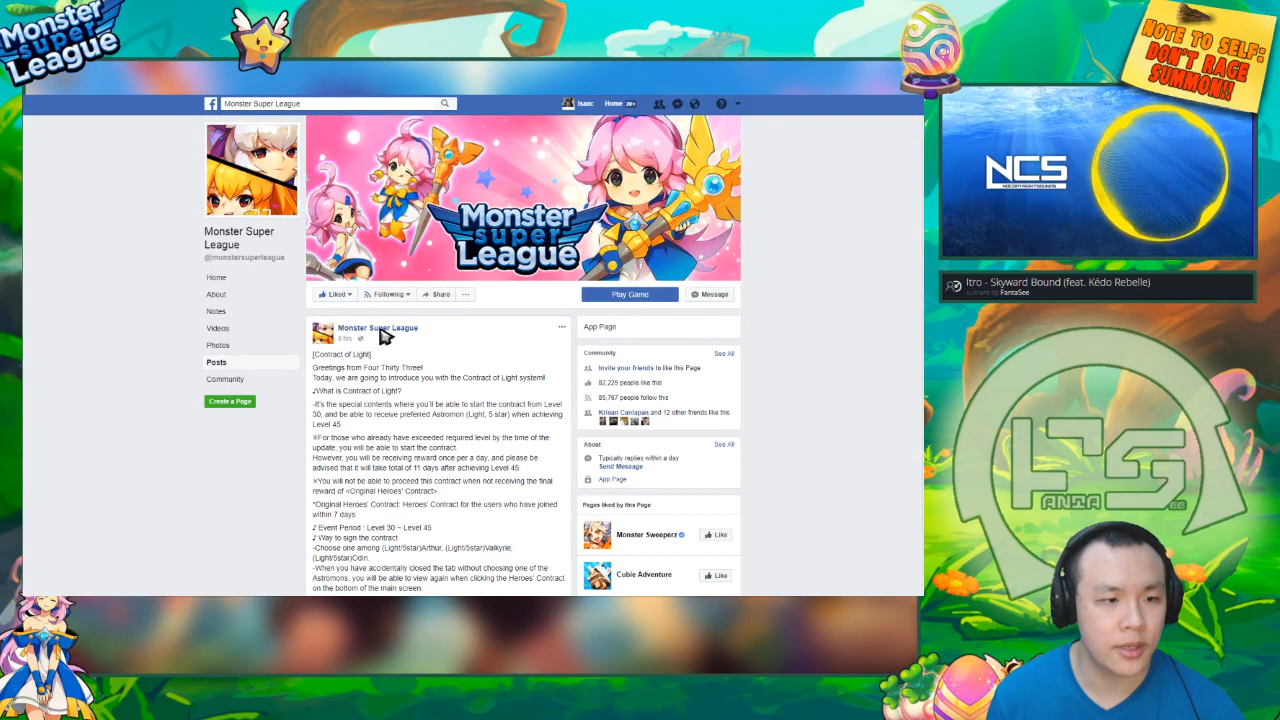 Monster
super
League
NOTE TO SELF:
DON'T RAGE
SUMMON!!
Monster Super League
Isaac
Home 20+
Monster
super
League
NCS
NOCOPYRIGHTSOUNDS
Monster Super
League
@monstersuperleague
Home
About
Notes
Videos
Photos
Posts
Community
Create a Page
Liked
Following
Share
Play Game
Message
Monster Super League
9 hrs
[Contract of Light]
Greetings from Four Thirty Three!
Today, we are going to introduce you with the Contract of Light system!
♪What is Contract of Light?
-It's the special contents where you'll be able to start the contract from Level
30, and be able to receive preferred Astromon (Light, 5 star) when achieving
Level 45.
※For those who already have exceeded required level by the time of the
update, you will be able to start the contract.
However, you will be receiving reward once per a day, and please be
advised that it will take total of 11 days after achieving Level 45.
※You will not be able to proceed this contract when not receiving the final
reward of <Original Heroes' Contract>.
*Original Heroes' Contract: Heroes' Contract for the users who have joined
within 7 days.
♪ Event Period : Level 30 ~ Level 45
♪ Way to sign the contract
-Choose one among (Light/5star)Arthur, (Light/5star)Valkyrie,
(Light/5star)Odin.
-When you have accidentally closed the tab without choosing one of the
Astromons, you will be able to view again when clicking the Heroes' Contract
on the bottom of the main screen.
App Page
Community
See All
Invite your friends to like this Page
82,225 people like this
85,767 people follow this
Krisan Canlapan and 12 other friends like this
About
See All
Typically replies within a day
Send Message
App Page
Pages liked by this Page
Monster Sweeperz
Like
Cubie Adventure
Like
Itro - Skyward Bound (feat. Kédo Rebelle)
current dj FantaSee
FANTA
SEE